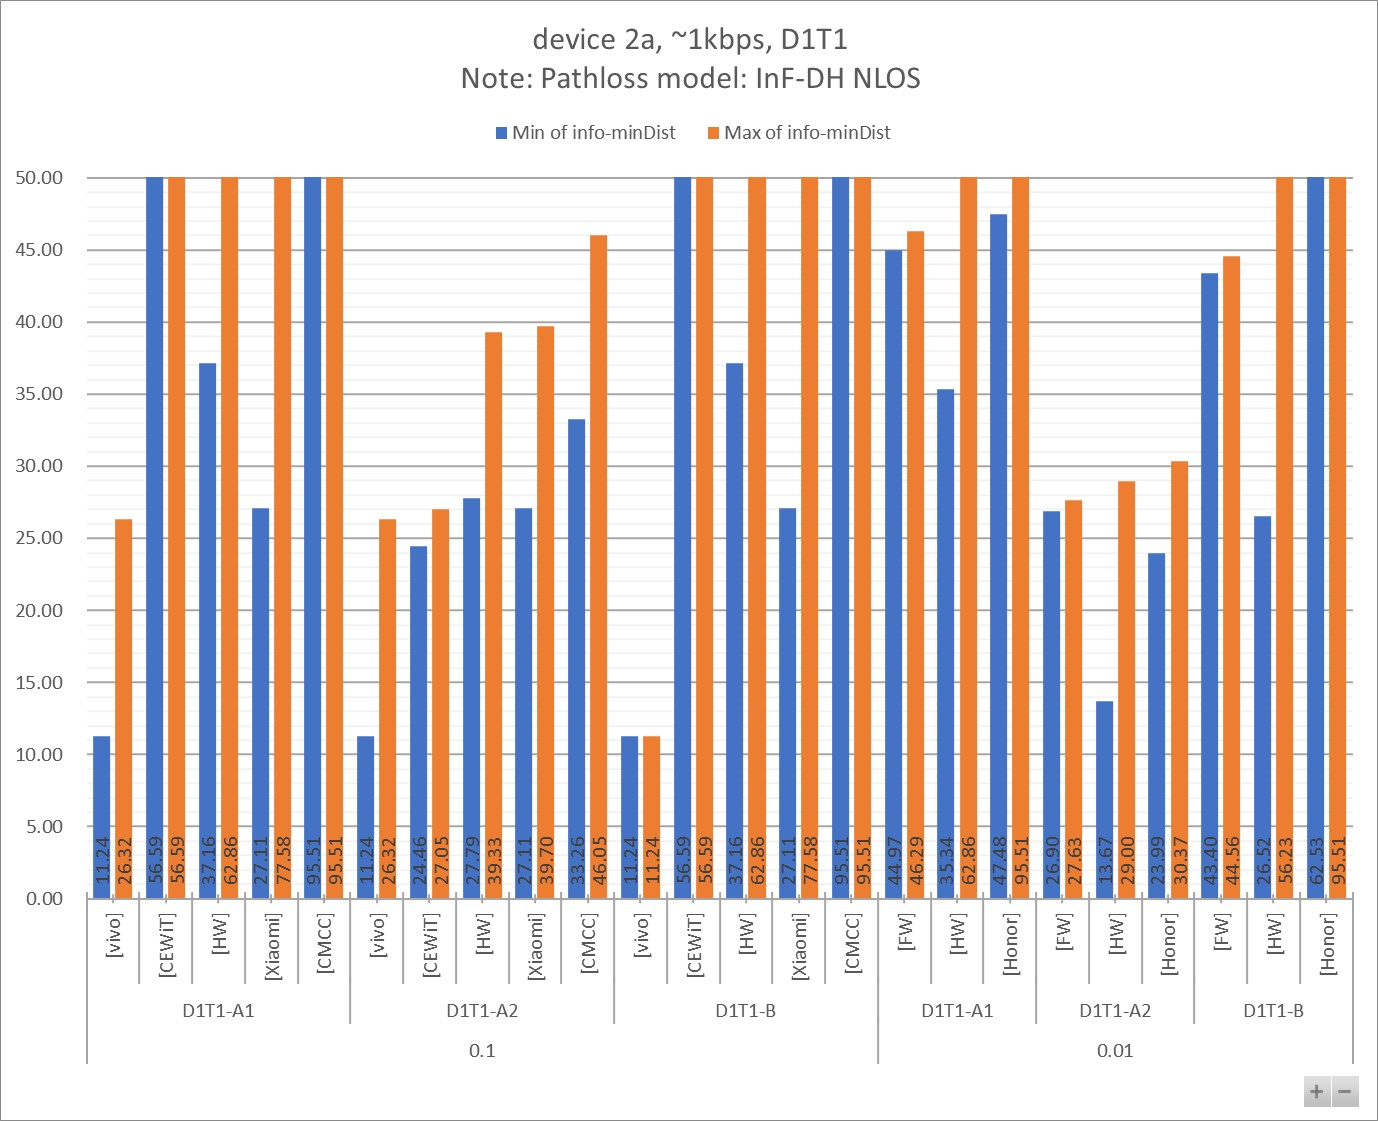 device 2a, ~1kbps, D1T1
Note: Pathloss model: InF-DH NLOS
Min of info-minDist Max of info-minDist
50.00
45.00
40.00
35.00
30.00
25.00
20.00
15.00
10.00
5.00
0.00
11.24 26.32 56.59 56.59 37.16 62.86 27.11 77.58 95.51 95.51 11.24 26.32 24.46 27.05 27.79 39.33 27.11 39.70 33.26 46.05 11.24 11.24 56.59 56.59 37.16 62.86 27.11 77.58 95.51 95.51 44.97 46.29 35.34 62.86 47.48 95.51 26.90 27.63 13.67 29.00 23.99 30.37 43.40 44.56 26.52 56.23 62.53 95.51
[vivo] [CEWiT] [HW] [Xiaomi] [CMCC] [vivo] [CEWiT] [HW] [Xiaomi] [CMCC] [vivo] [CEWiT] [HW] [Xiaomi] [CMCC] [FW] [HW] [Honor] [FW] [HW] [Honor] [FW] [HW] [Honor]
D1T1-A1 D1T1-A2 D1T1-B D1T1-A1 D1T1-A2 D1T1-B
0.1 0.01
+ −